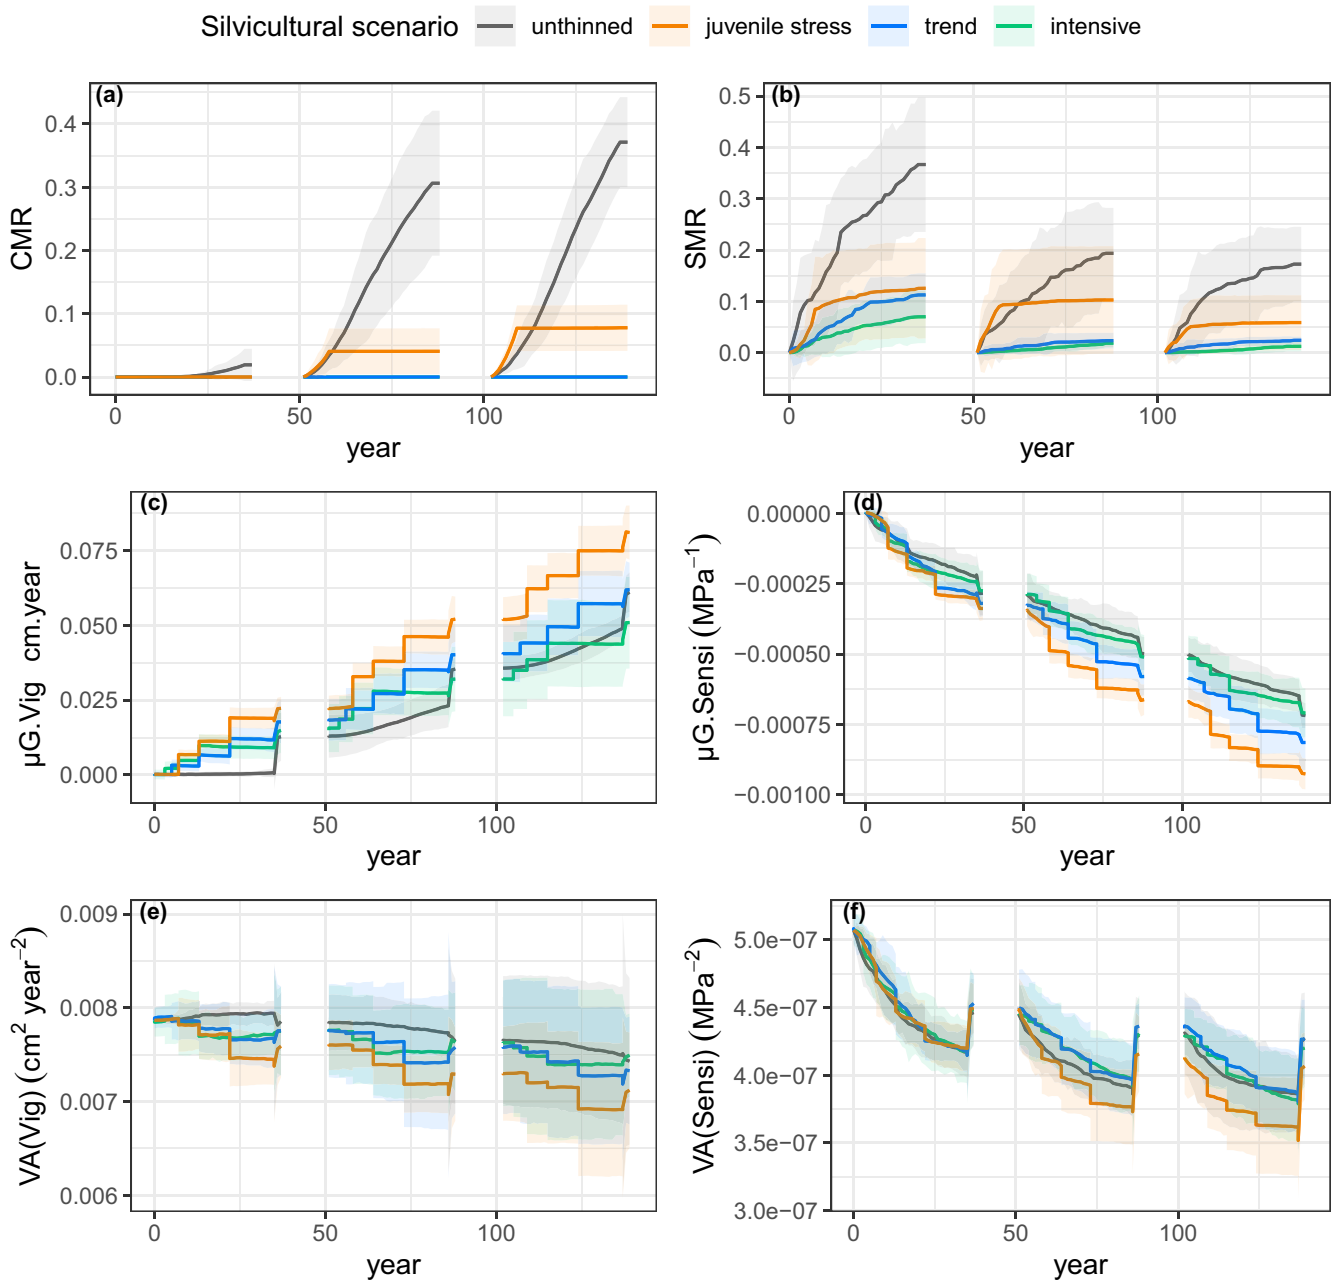 Silvicultural scenario unthinned juvenile stress trend intensive
(a)
0.4
0.3
0.2
0.1
0.0
CMR
0 50 100
year
(b)
0.5
0.4
0.3
0.2
0.1
0.0
SMR
0 50 100
year
(c)
0.075
0.050
0.025
0.000
μG.Vig cm.year
0 50 100
year
(d)
0.00000
−0.00025
−0.00050
−0.00075
−0.00100
μG.Sensi (MPa⁻¹)
0 50 100
year
(e)
0.009
0.008
0.007
0.006
VA(Vig) (cm² year⁻²)
0 50 100
year
(f)
5.0e−07
4.5e−07
4.0e−07
3.5e−07
3.0e−07
VA(Sensi) (MPa⁻²)
0 50 100
year